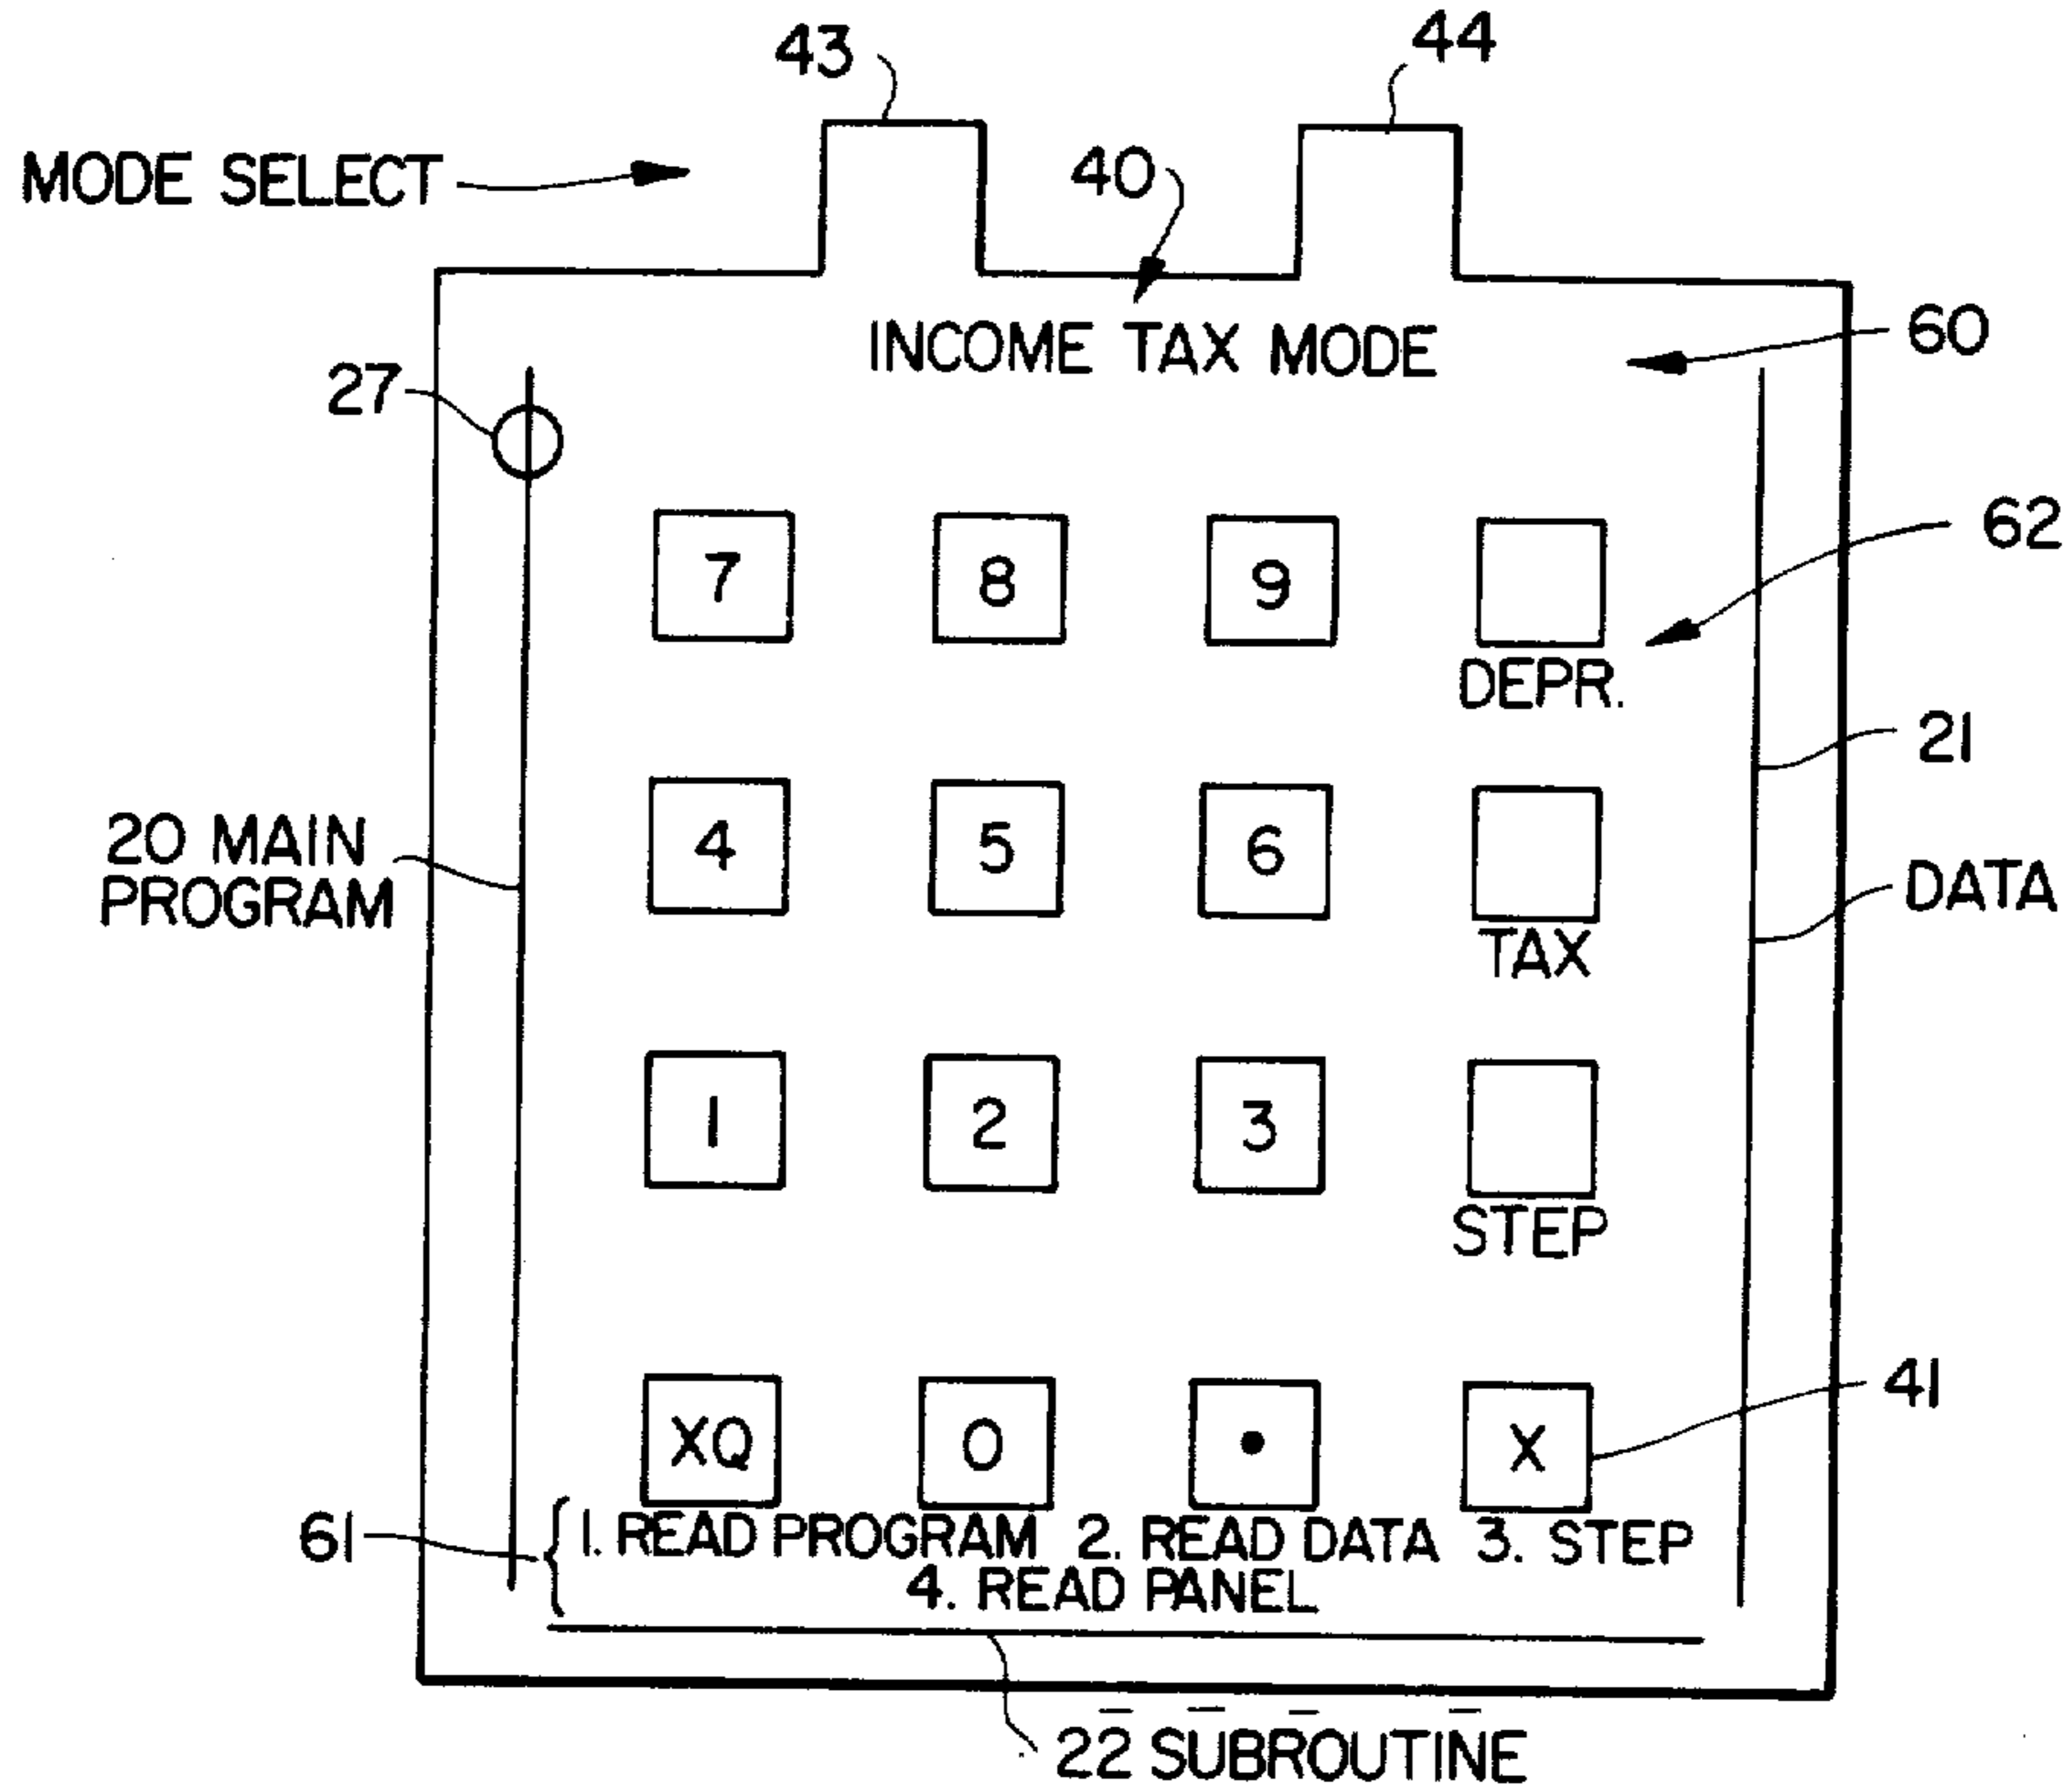 43
44
MODE SELECT
40
INCOME TAX MODE
60
27
7 8 9
62
DEPR.
21
20 MAIN
PROGRAM
4 5 6
DATA
TAX
1 2 3
STEP
XQ 0 • X
41
61
1. READ PROGRAM 2. READ DATA 3. STEP
4. READ PANEL
22 SUBROUTINE